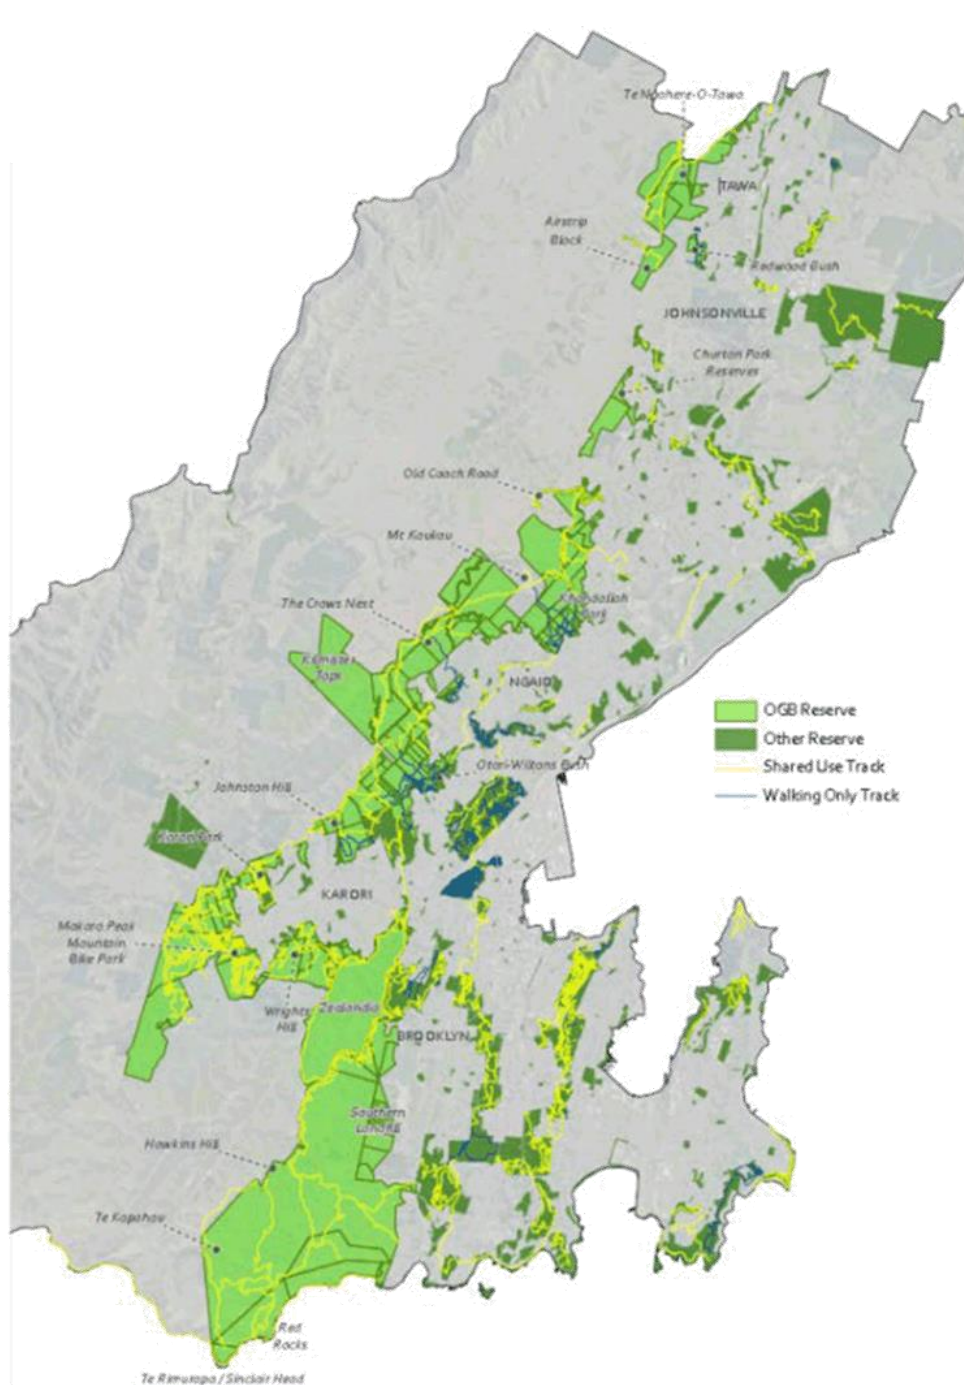 Te Ngahere-O-Tawa
TAWA
Airstrip
Block
Redwood Bush
JOHNSONVILLE
Churton Park
Reserves
Old Coach Road
Mt Kaukau
The Crows Nest
Khandallah
Park
Kilmister
Tops
NGAIO
OGB Reserve
Other Reserve
Shared Use Track
Walking Only Track
Otari-Wiltons Bush
Johnston Hill
Karori Park
KARORI
Makara Peak
Mountain
Bike Park
Wrights
Hill
Zealandia
BROOKLYN
Southern
Hawkins Hill
Te Kopahou
Red
Rocks
Te Rimurapa / Sinclair Head